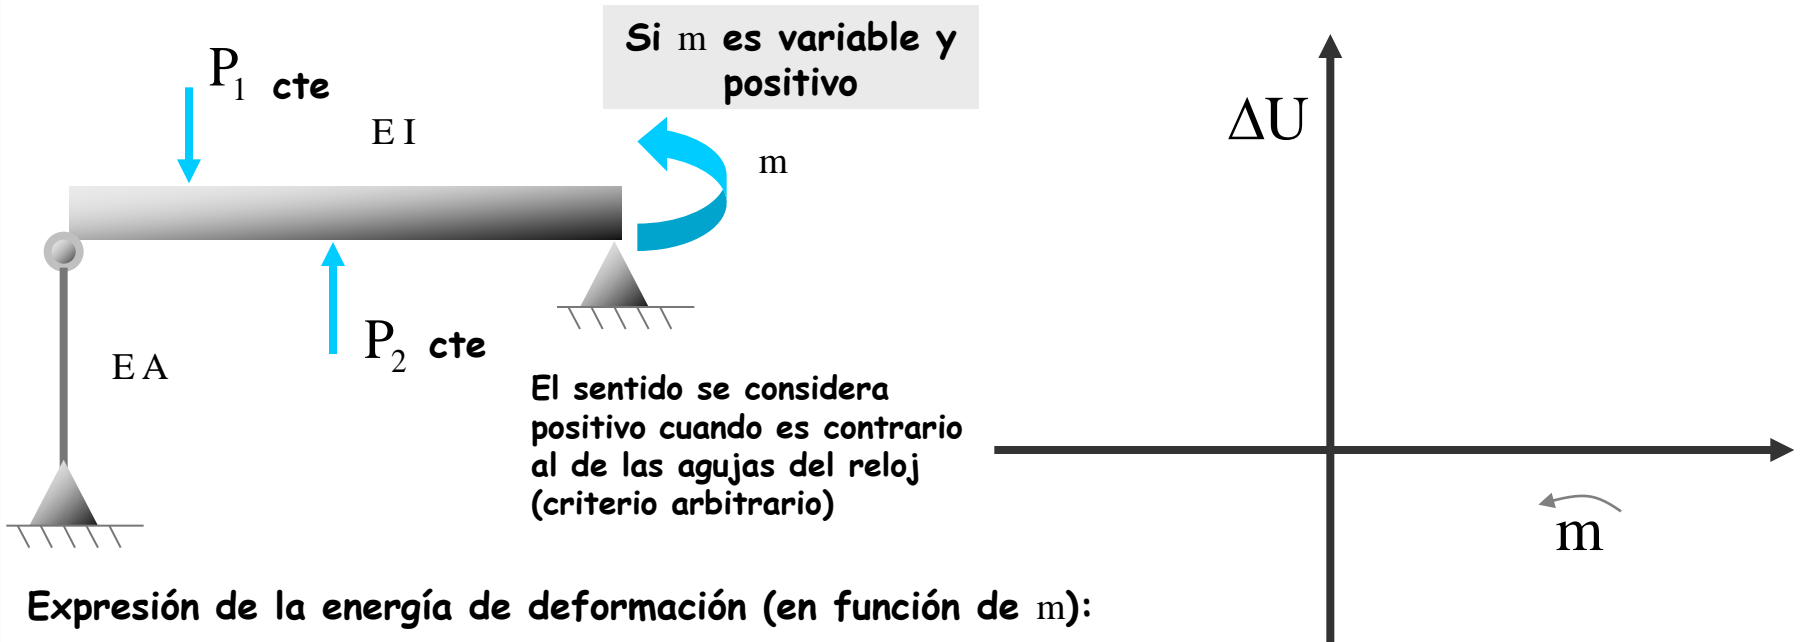 Si m es variable y
positivo
P1 cte
E I
m
ΔU
P2 cte
E A
El sentido se considera
positivo cuando es contrario
al de las agujas del reloj
(criterio arbitrario)
m
Expresión de la energía de deformación (en función de m):